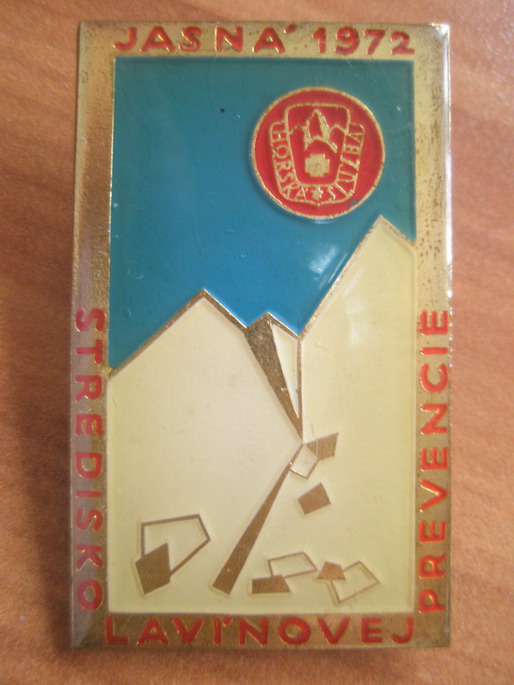 JASNÁ 1972
HORSKÁ SLUŽBA
STREDISKO
LAVÍNOVEJ
PREVENCIE